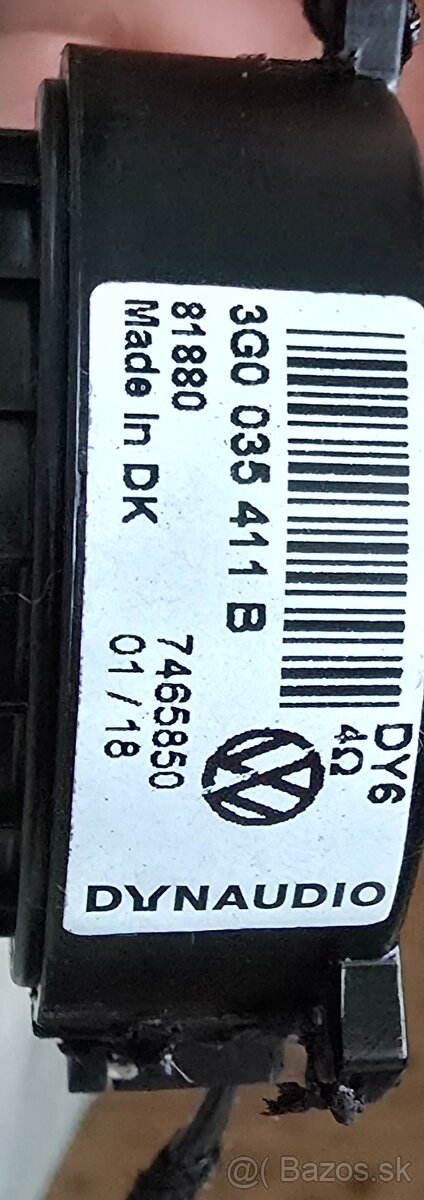 DY6
4Ω
3G0 035 411 B
81880
7465850
Made In DK
01 / 18
DYNAUDIO
@ Bazos.sk